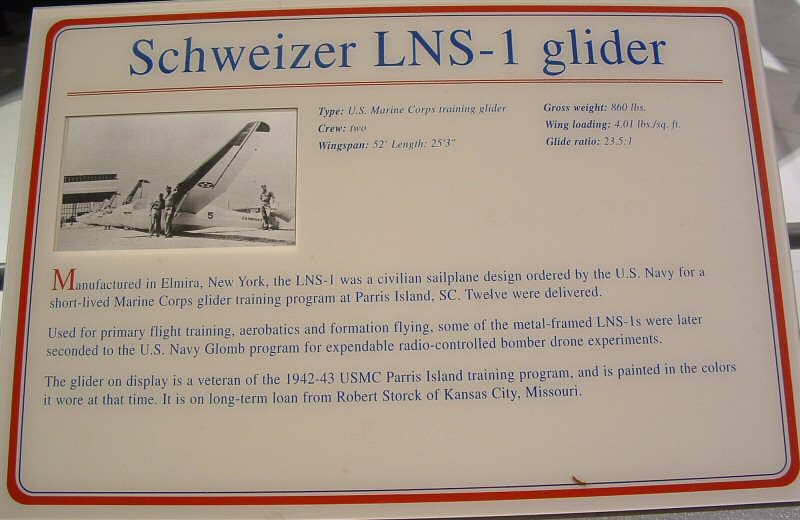 Schweizer LNS-1 glider
Type: U.S. Marine Corps training glider
Crew: two
Wingspan: 52' Length: 25'3"
Gross weight: 860 lbs.
Wing loading: 4.01 lbs./sq. ft.
Glide ratio: 23.5:1
5
Manufactured in Elmira, New York, the LNS-1 was a civilian sailplane design ordered by the U.S. Navy for a
short-lived Marine Corps glider training program at Parris Island, SC. Twelve were delivered.
Used for primary flight training, aerobatics and formation flying, some of the metal-framed LNS-1s were later
seconded to the U.S. Navy Glomb program for expendable radio-controlled bomber drone experiments.
The glider on display is a veteran of the 1942-43 USMC Parris Island training program, and is painted in the colors
it wore at that time. It is on long-term loan from Robert Storck of Kansas City, Missouri.